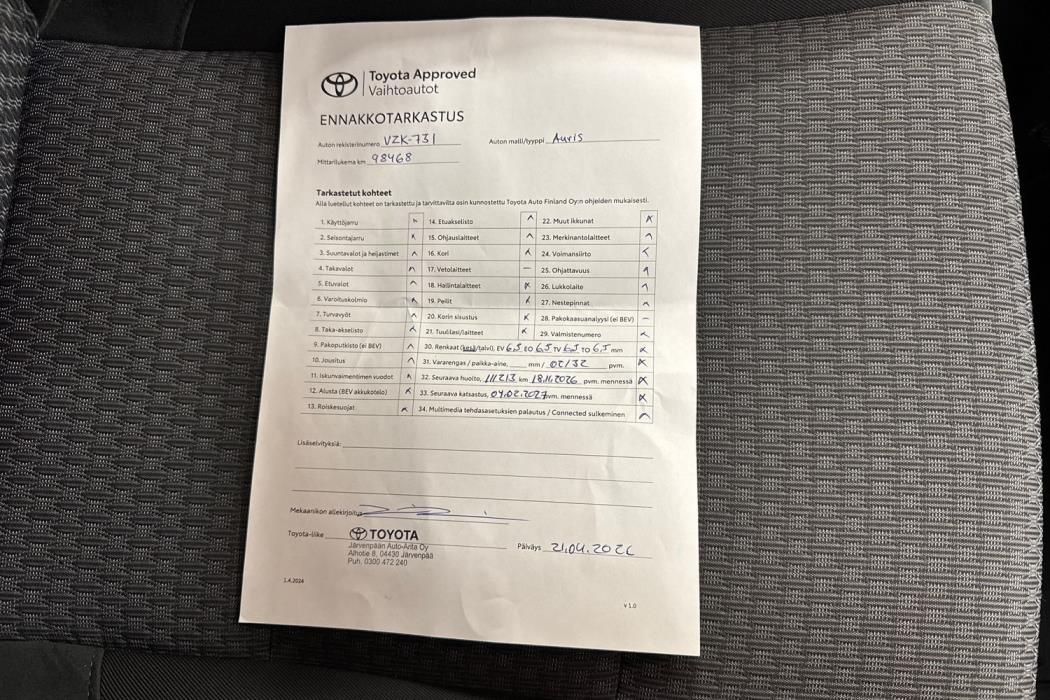 Toyota Approved
Vaihtoautot
ENNAKKOTARKASTUS
Auton rekisterinumero VZK-731 Auton malli/tyyppi Auris
Mittarilukema km 98468
Tarkastetut kohteet
Alla luetellut kohteet on tarkastettu ja tarvittavilta osin kunnostettu Toyota Auto Finland Oy:n ohjeiden mukaisesti.
1. Käyttöjarru 14. Etuakselisto 22. Muut ikkunat
2. Seisontajarru 15. Ohjauslaitteet 23. Merkinantolaitteet
3. Suuntavalot ja heijastimet 16. Kori 24. Voimansiirto
4. Takavalot 17. Vetolaitteet – 25. Ohjattavuus
5. Etuvalot 18. Hallintalaitteet 26. Lukkolaite
6. Varoituskolmio 19. Peilit 27. Nestepinnat
7. Turvavyöt 20. Korin sisustus 28. Pakokaasuanalyysi (ei BEV) –
8. Taka-akselisto 21. Tuulilasi/laitteet 29. Valmistenumero
9. Pakoputkisto (ei BEV) 30. Renkaat (kesä/talvi), EV 6,5 EO 6,5 TV 6,5 TO 6,5 mm
10. Jousitus 31. Vararengas / paikka-aine, mm / 02/32 pvm.
11. Iskunvaimentimen vuodot 32. Seuraava huolto, 111213 km 18.11.2026 pvm. mennessä
12. Alusta (BEV akkukotelo) 33. Seuraava katsastus, 04.02.2027 pvm. mennessä
13. Roiskesuojat 34. Multimedia tehdasasetuksien palautus / Connected sulkeminen
Lisäselvityksiä:
Mekaanikon allekirjoitus
Toyota-liike TOYOTA
Järvenpään Auto-Arita Oy
Alhotie 8, 04430 Järvenpää
Puh. 0300 472 240
Päiväys 21.04.2026
1.4.2024
V 1.0